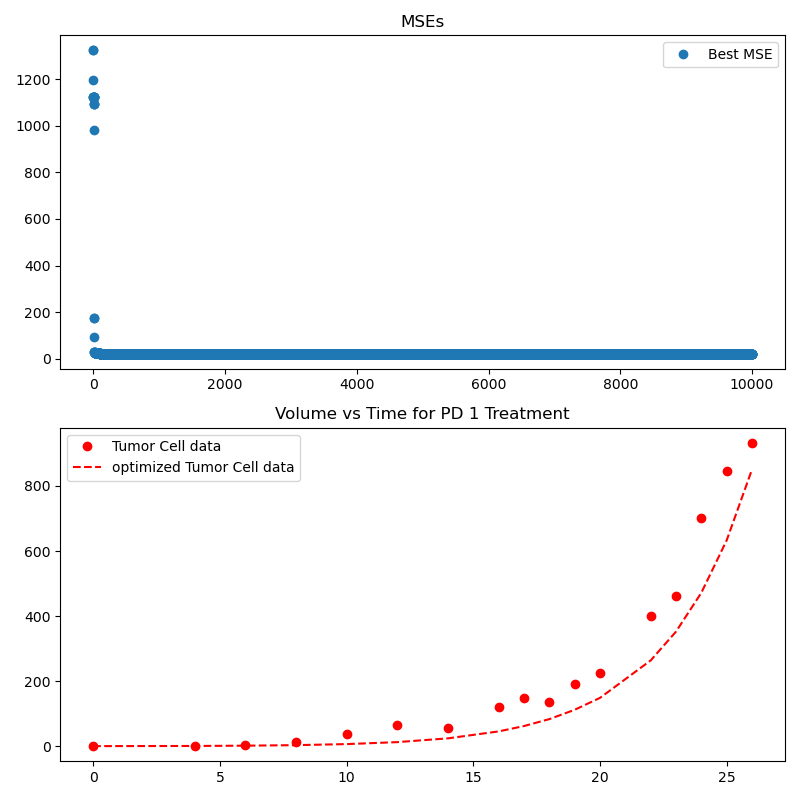 MSEs
Best MSE
1200
1000
800
600
400
200
0
0 2000 4000 6000 8000 10000
Volume vs Time for PD 1 Treatment
Tumor Cell data
optimized Tumor Cell data
800
600
400
200
0
0 5 10 15 20 25